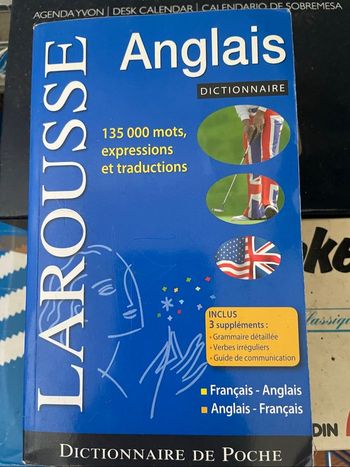 AGENDA YVON | DESK CALENDAR | CALENDARIO DE SOBREMESA
LAROUSSE
Anglais
DICTIONNAIRE
135 000 mots,
expressions
et traductions
INCLUS
3 suppléments :
• Grammaire détaillée
• Verbes irréguliers
• Guide de communication
Français - Anglais
Anglais - Français
DICTIONNAIRE DE POCHE